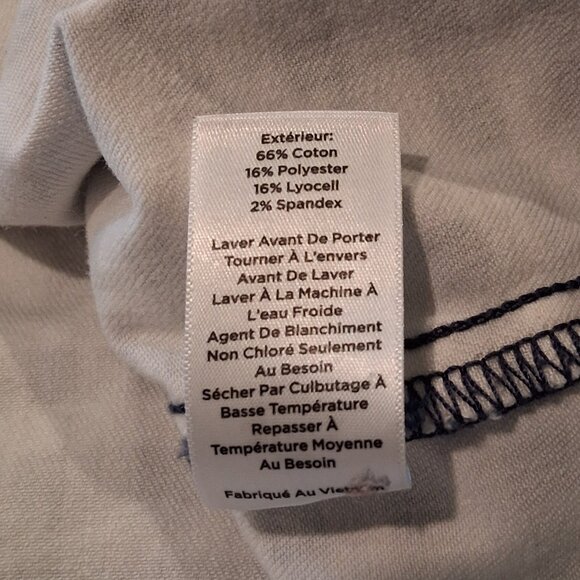 Extérieur:
66% Coton
16% Polyester
16% Lyocell
2% Spandex
Laver Avant De Porter
Tourner À L'envers
Avant De Laver
Laver À La Machine À
L'eau Froide
Agent De Blanchiment
Non Chloré Seulement
Au Besoin
Sécher Par Culbutage À
Basse Température
Repasser À
Température Moyenne
Au Besoin
Fabriqué Au Vietnam